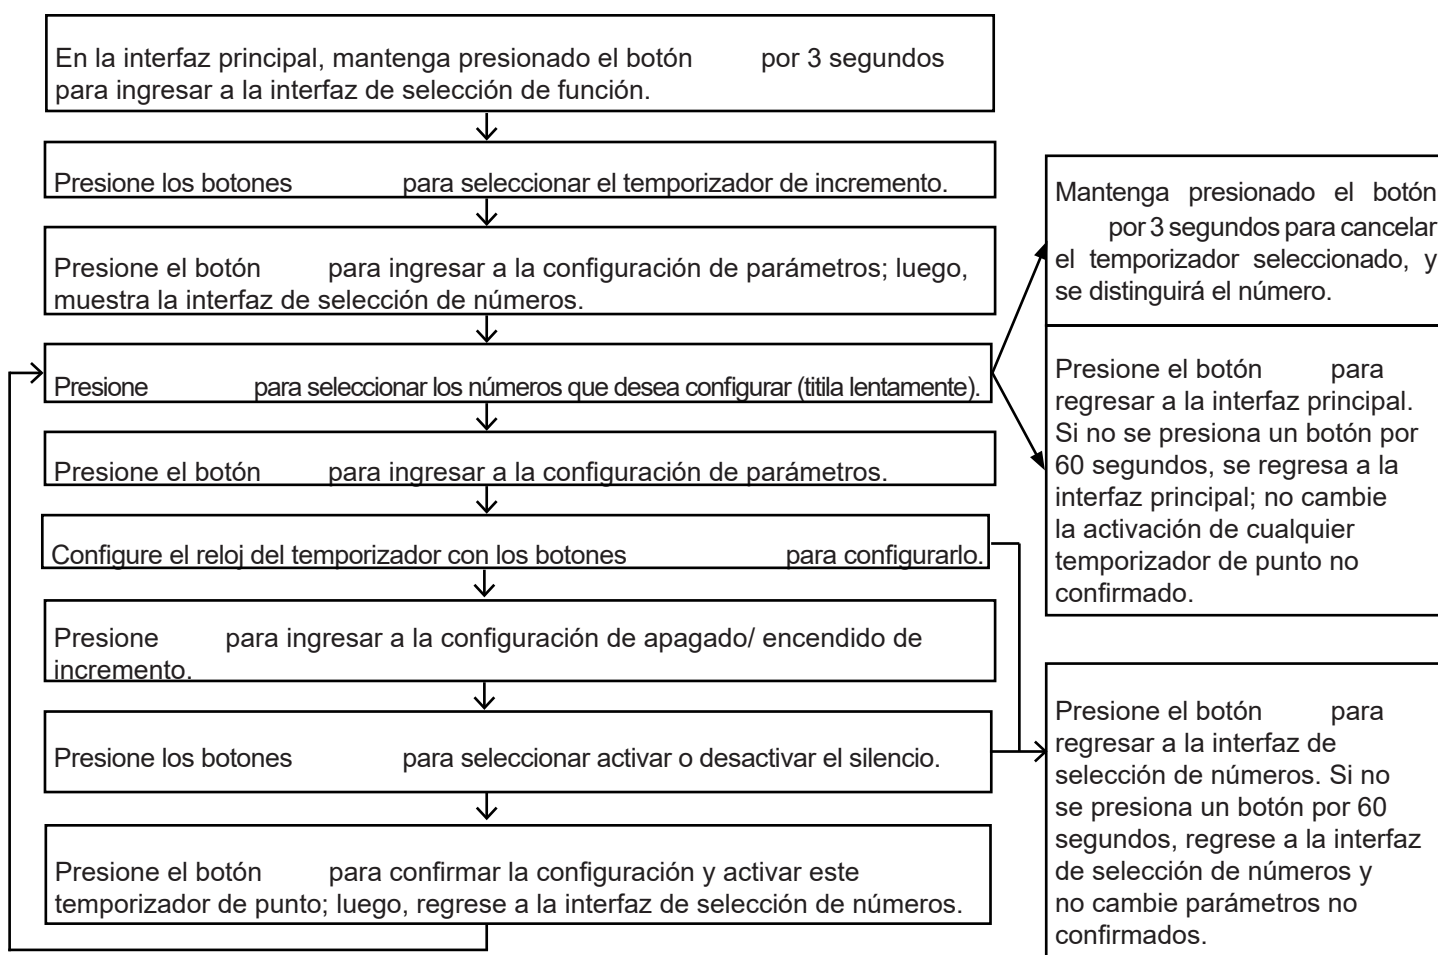 En la interfaz principal, mantenga presionado el botón por 3 segundos
para ingresar a la interfaz de selección de función.
Presione los botones para seleccionar el temporizador de incremento.
Presione el botón para ingresar a la configuración de parámetros; luego,
muestra la interfaz de selección de números.
Presione para seleccionar los números que desea configurar (titila lentamente).
Presione el botón para ingresar a la configuración de parámetros.
Configure el reloj del temporizador con los botones para configurarlo.
Presione para ingresar a la configuración de apagado/ encendido de
incremento.
Presione los botones para seleccionar activar o desactivar el silencio.
Presione el botón para confirmar la configuración y activar este
temporizador de punto; luego, regrese a la interfaz de selección de números.
Mantenga presionado el botón
por 3 segundos para cancelar
el temporizador seleccionado, y
se distinguirá el número.
Presione el botón para
regresar a la interfaz principal.
Si no se presiona un botón por
60 segundos, se regresa a la
interfaz principal; no cambie
la activación de cualquier
temporizador de punto no
confirmado.
Presione el botón para
regresar a la interfaz de
selección de números. Si no
se presiona un botón por 60
segundos, regrese a la interfaz
de selección de números y
no cambie parámetros no
confirmados.